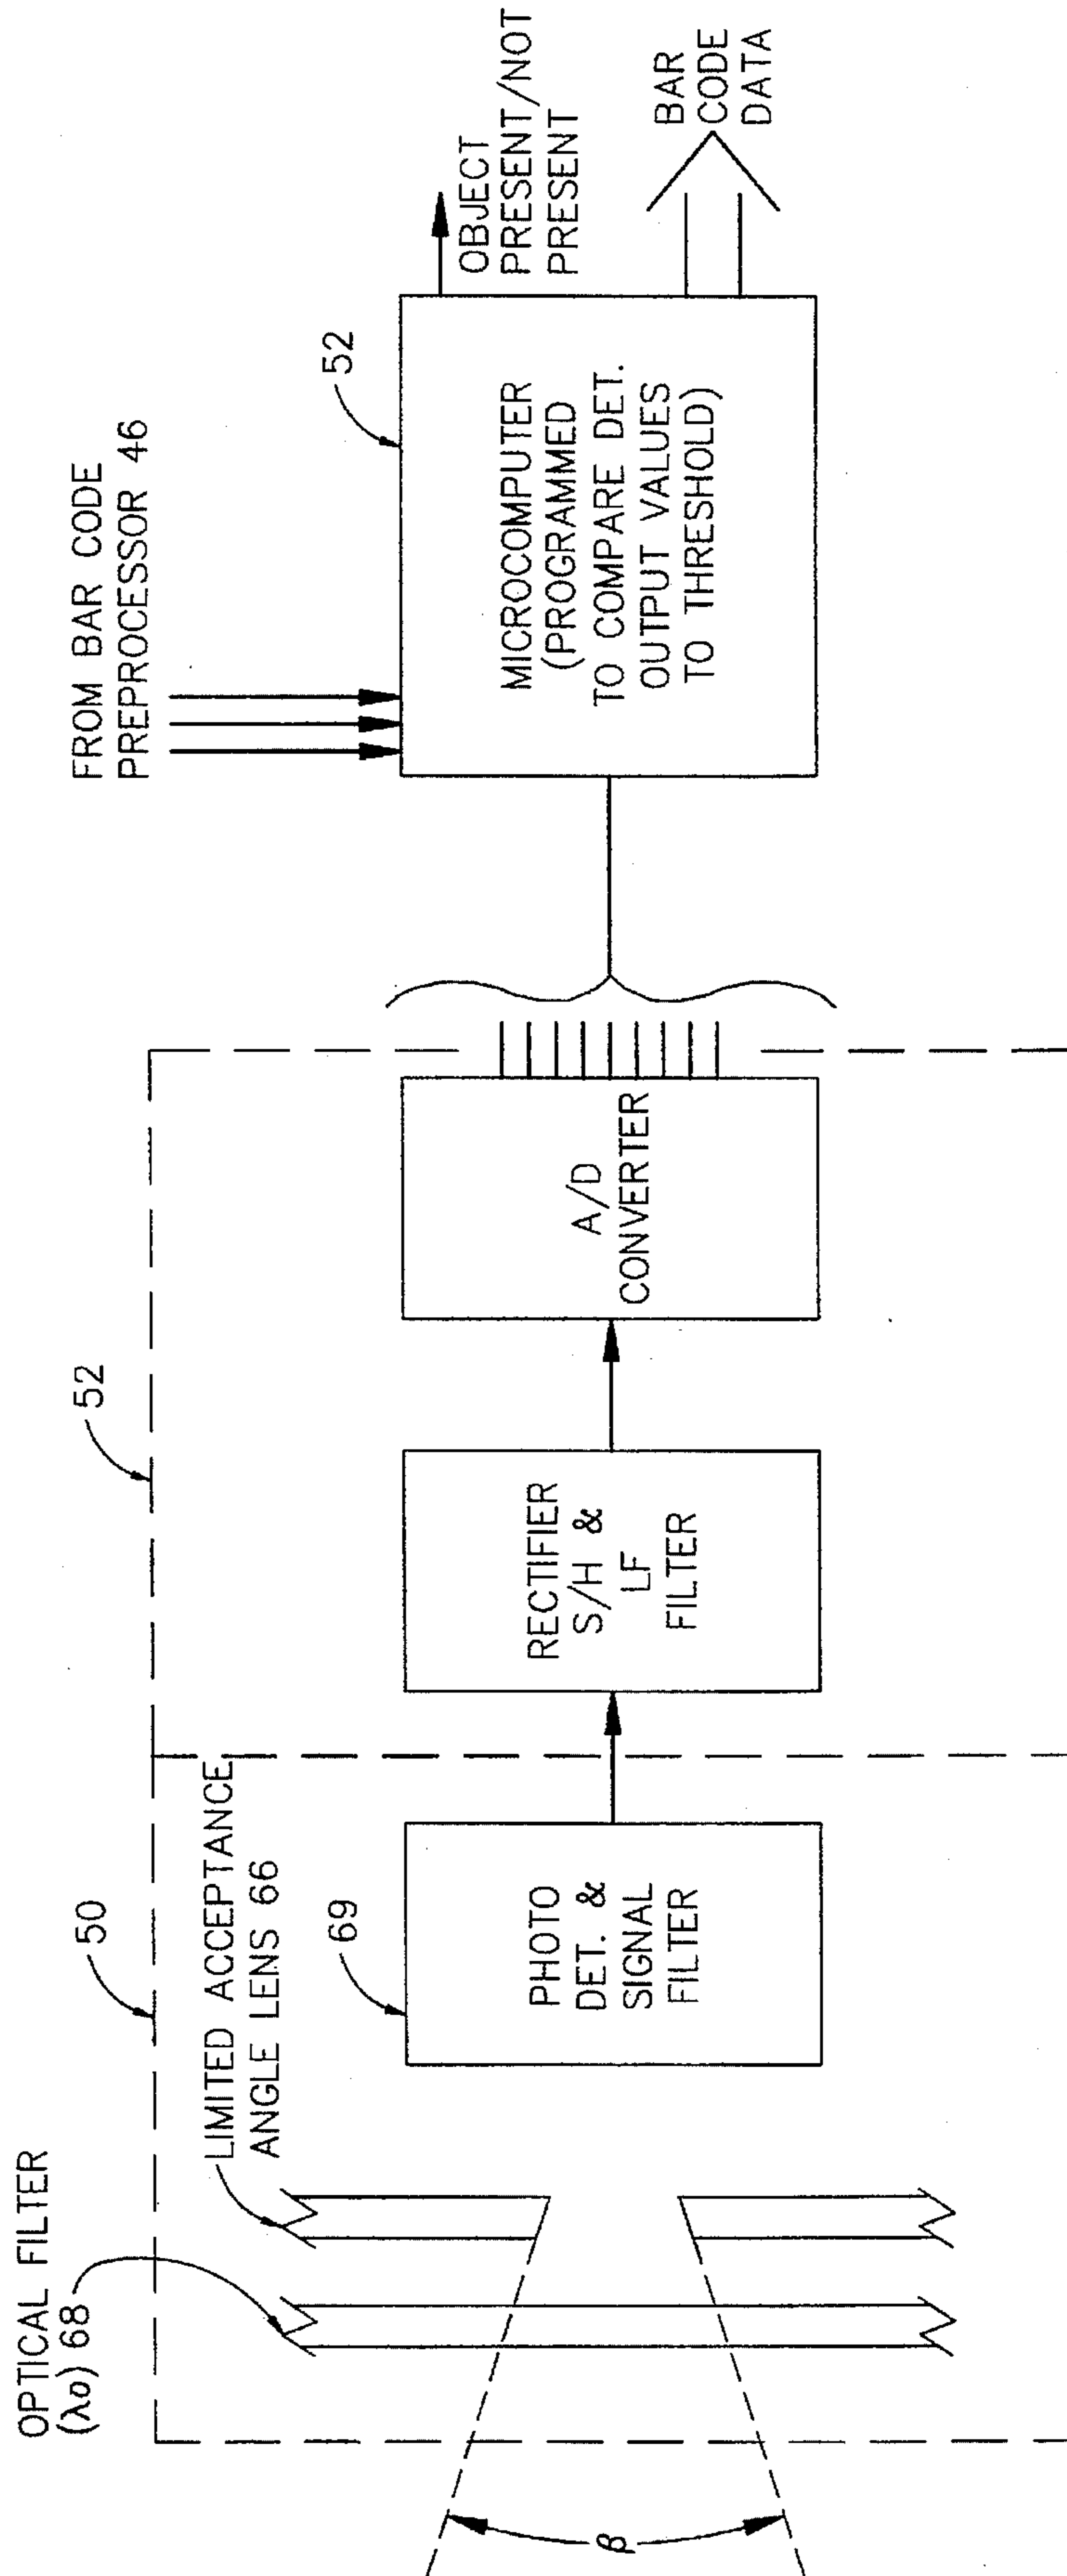 OPTICAL FILTER
(λo) 68
50
LIMITED ACCEPTANCE
ANGLE LENS 66
69
52
β
PHOTO
DET. &
SIGNAL
FILTER
RECTIFIER
S/H &
LF
FILTER
A/D
CONVERTER
FROM BAR CODE
PREPROCESSOR 46
52
MICROCOMPUTER
(PROGRAMMED
TO COMPARE DET.
OUTPUT VALUES
TO THRESHOLD)
OBJECT
PRESENT/NOT
PRESENT
BAR
CODE
DATA